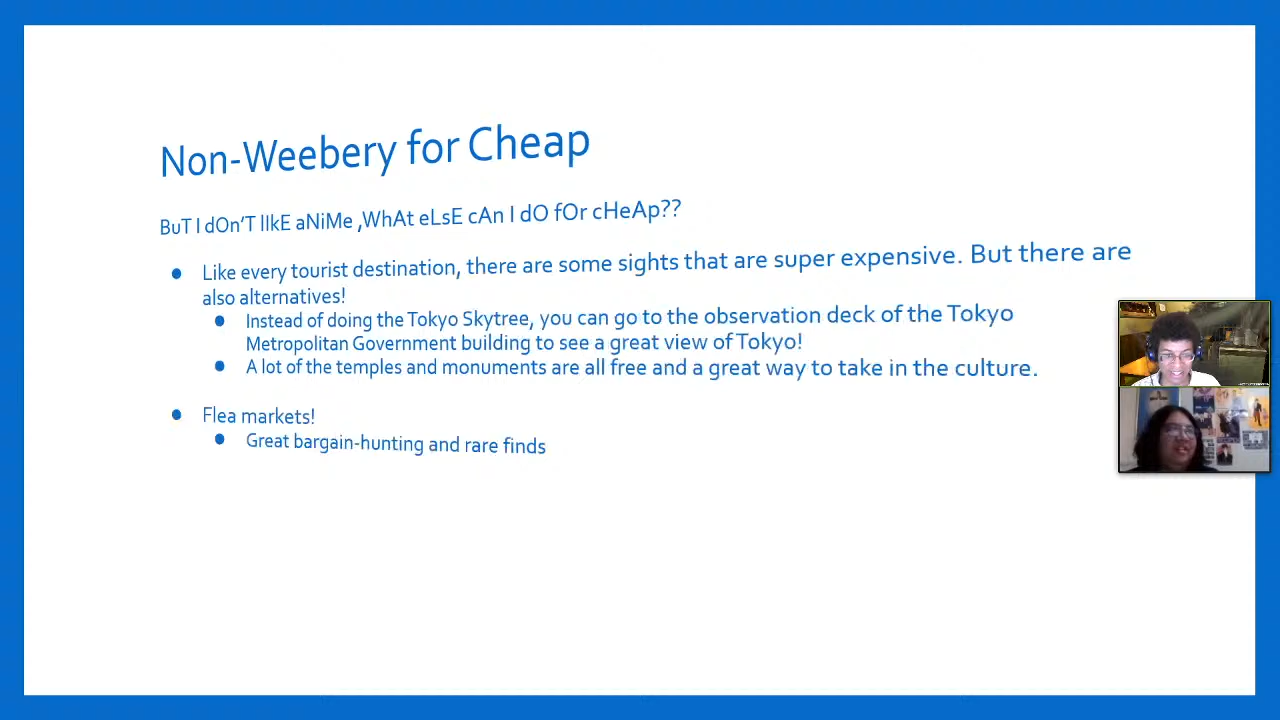 Non-Weebery for Cheap
BuT I dOn'T lIkE aNiMe ,WhAt eLsE cAn I dO fOr cHeAp??
Like every tourist destination, there are some sights that are super expensive. But there are
also alternatives!
Instead of doing the Tokyo Skytree, you can go to the observation deck of the Tokyo
Metropolitan Government building to see a great view of Tokyo!
A lot of the temples and monuments are all free and a great way to take in the culture.
Flea markets!
Great bargain-hunting and rare finds